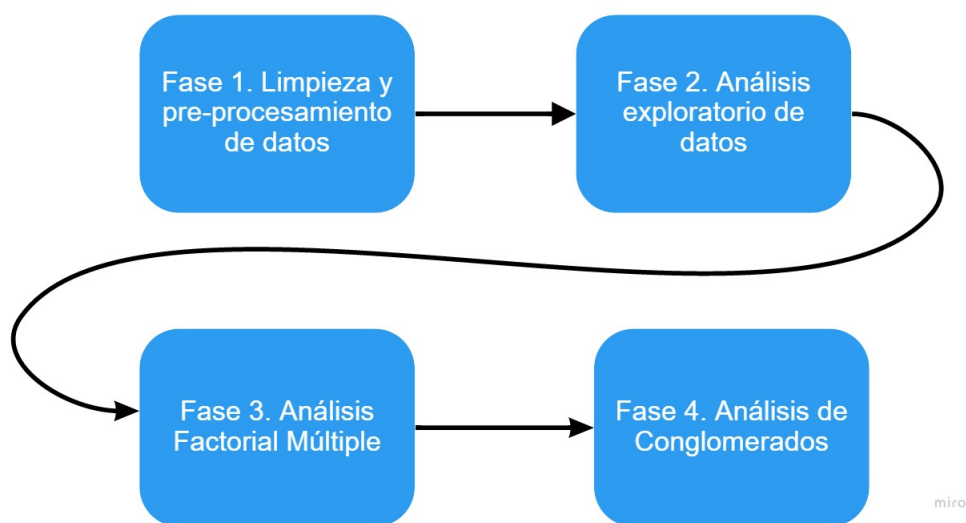 Fase 1. Limpieza y
pre-procesamiento
de datos
Fase 2. Análisis
exploratorio de
datos
Fase 3. Análisis
Factorial Múltiple
Fase 4. Análisis de
Conglomerados
miro